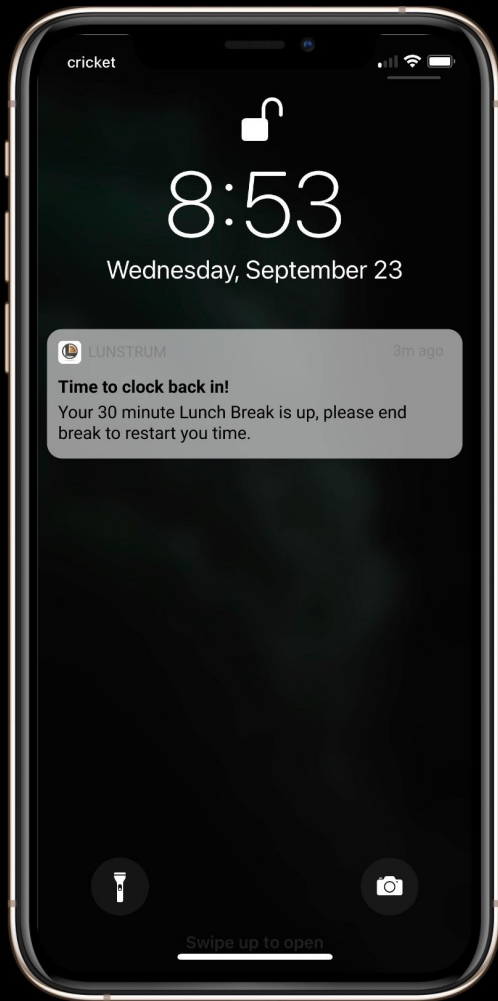 cricket
8:53
Wednesday, September 23
LUNSTRUM 3m ago
Time to clock back in!
Your 30 minute Lunch Break is up, please end
break to restart you time.
Swipe up to open